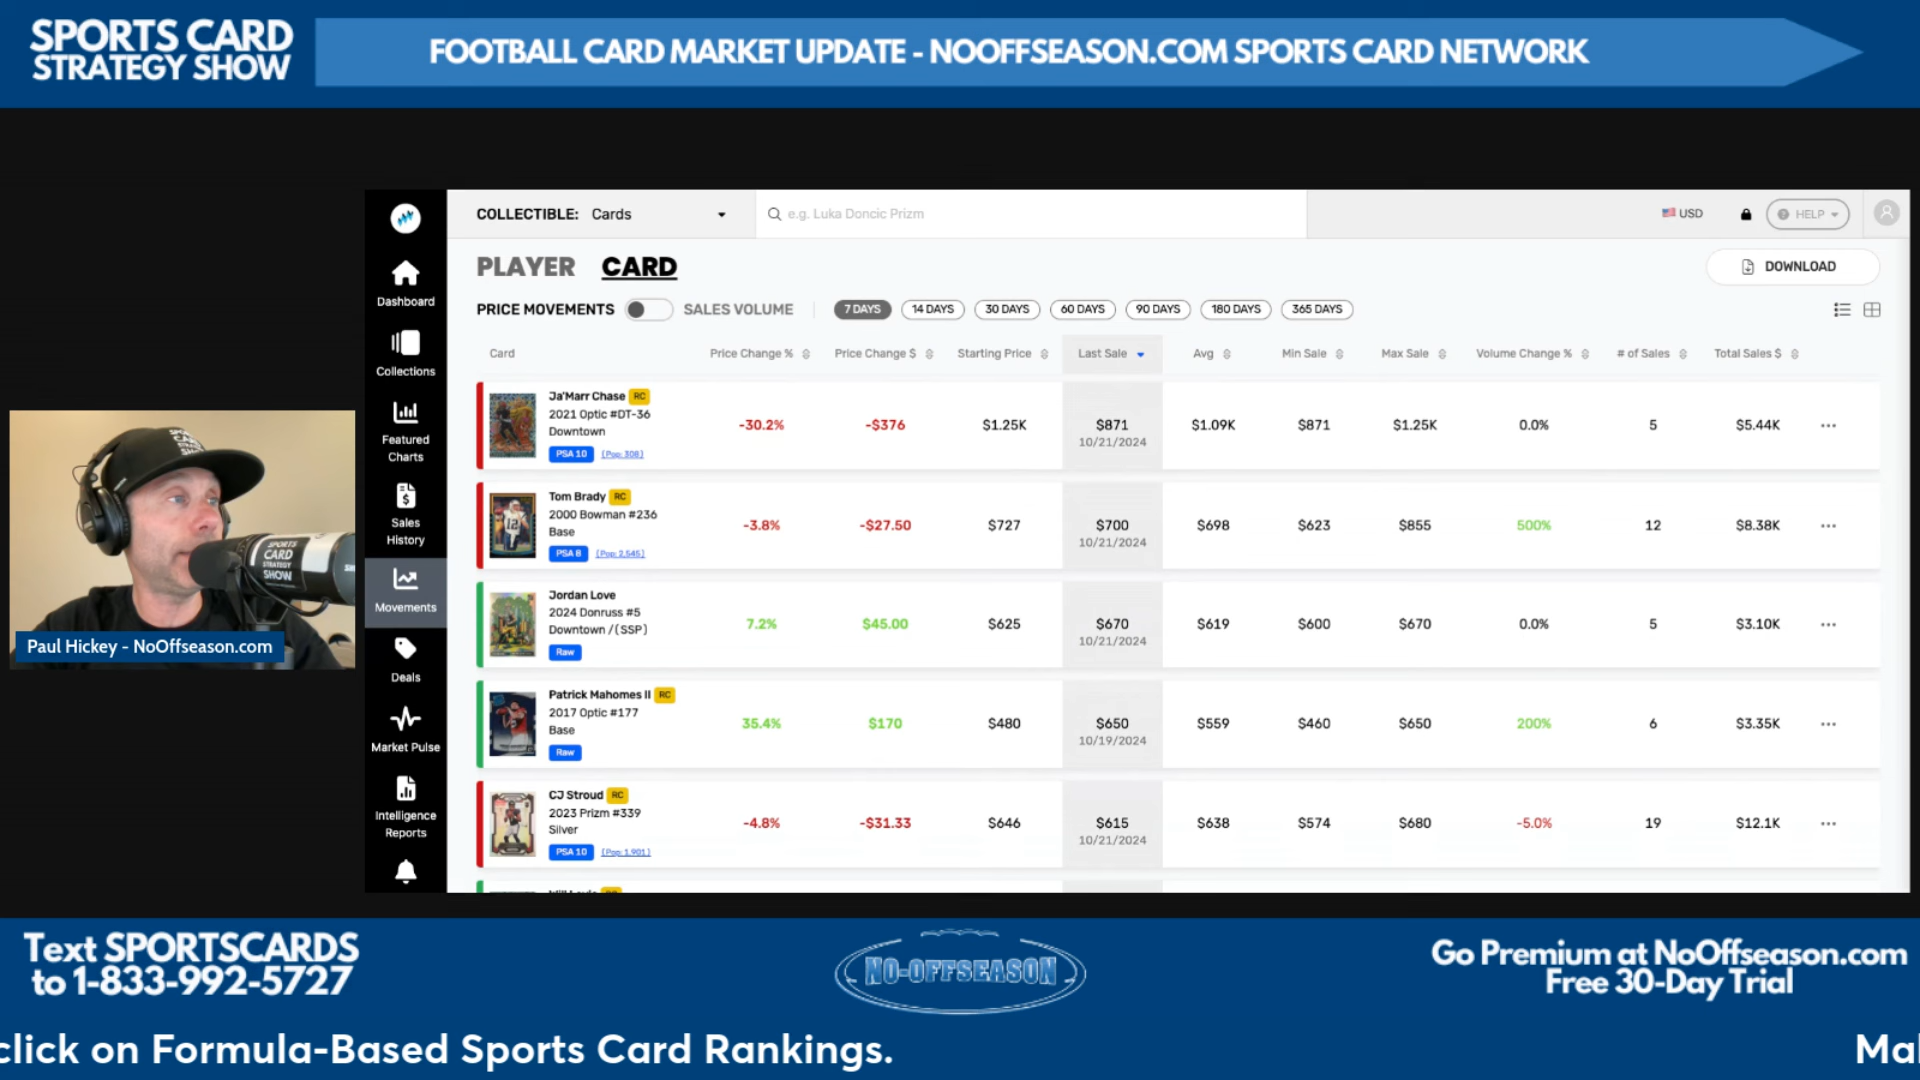 SPORTS CARD
STRATEGY SHOW
FOOTBALL CARD MARKET UPDATE - NOOFFSEASON.COM SPORTS CARD NETWORK
COLLECTIBLE: Cards
e.g. Luka Doncic Prizm
USD
HELP
PLAYER CARD
DOWNLOAD
PRICE MOVEMENTS SALES VOLUME 7 DAYS 14 DAYS 30 DAYS 60 DAYS 90 DAYS 180 DAYS 365 DAYS
Card Price Change % Price Change $ Starting Price Last Sale Avg Min Sale Max Sale Volume Change % # of Sales Total Sales $
Ja'Marr Chase RC
2021 Optic #DT-36
Downtown
PSA 10 (Pop: 308)
-30.2% -$376 $1.25K $871 $1.09K $871 $1.25K 0.0% 5 $5.44K
10/21/2024
Tom Brady RC
2000 Bowman #236
Base
PSA 8 (Pop: 2,545)
-3.8% -$27.50 $727 $700 $698 $623 $855 500% 12 $8.38K
10/21/2024
Jordan Love
2024 Donruss #5
Downtown /(SSP)
Raw
7.2% $45.00 $625 $670 $619 $600 $670 0.0% 5 $3.10K
10/21/2024
Patrick Mahomes II RC
2017 Optic #177
Base
Raw
35.4% $170 $480 $650 $559 $460 $650 200% 6 $3.35K
10/19/2024
CJ Stroud RC
2023 Prizm #339
Silver
PSA 10 (Pop: 1,901)
-4.8% -$31.33 $646 $615 $638 $574 $680 -5.0% 19 $12.1K
10/21/2024
Dashboard
Collections
Featured
Charts
Sales
History
Movements
Deals
Market Pulse
Intelligence
Reports
SPORTS
CARD
STRATEGY
SHOW
Paul Hickey - NoOffseason.com
Text SPORTSCARDS
to 1-833-992-5727
NO-OFFSEASON
Go Premium at NoOffseason.com
Free 30-Day Trial
click on Formula-Based Sports Card Rankings.